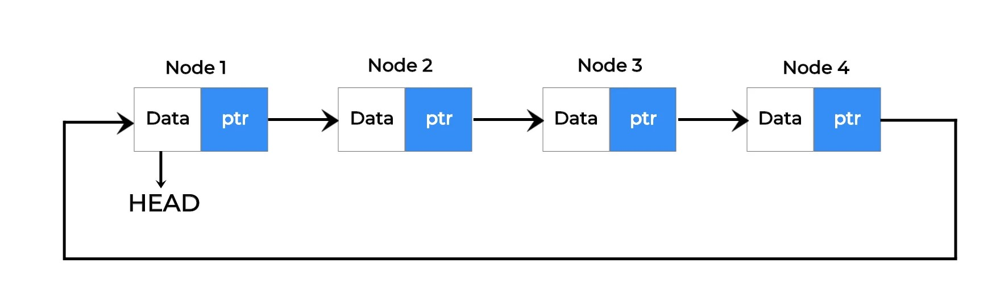 Node 1
Node 2
Node 3
Node 4
Data ptr
Data ptr
Data ptr
Data ptr
HEAD